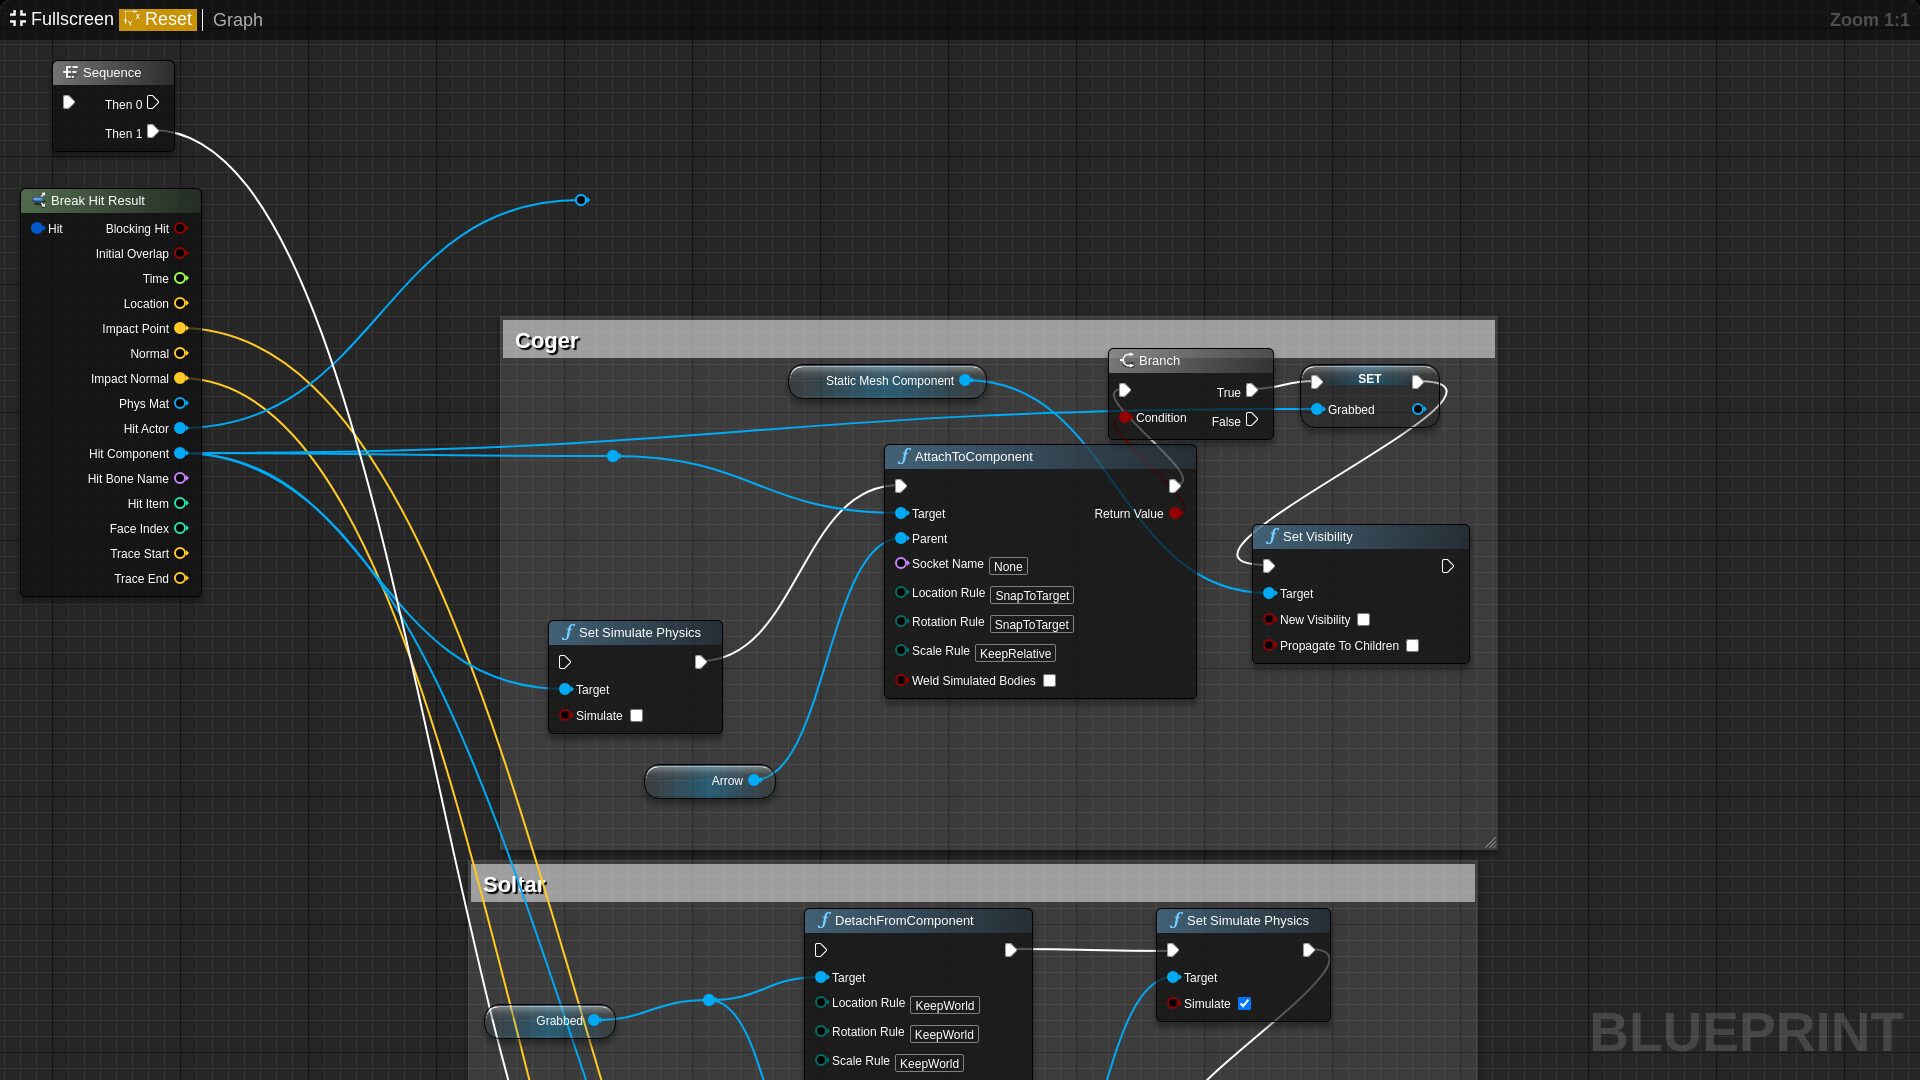 Fullscreen Reset Graph
Zoom 1:1
Sequence
Then 0
Then 1
Break Hit Result
Hit Blocking Hit
Initial Overlap
Time
Location
Impact Point
Normal
Impact Normal
Phys Mat
Hit Actor
Hit Component
Hit Bone Name
Hit Item
Face Index
Trace Start
Trace End
Coger
Static Mesh Component
Branch
True
Condition
False
SET
Grabbed
AttachToComponent
Target
Return Value
Parent
Socket Name None
Location Rule SnapToTarget
Rotation Rule SnapToTarget
Scale Rule KeepRelative
Weld Simulated Bodies
Set Visibility
Target
New Visibility
Propagate To Children
Set Simulate Physics
Target
Simulate
Arrow
Soltar
DetachFromComponent
Target
Location Rule KeepWorld
Rotation Rule KeepWorld
Scale Rule KeepWorld
Set Simulate Physics
Target
Simulate
Grabbed
BLUEPRINT